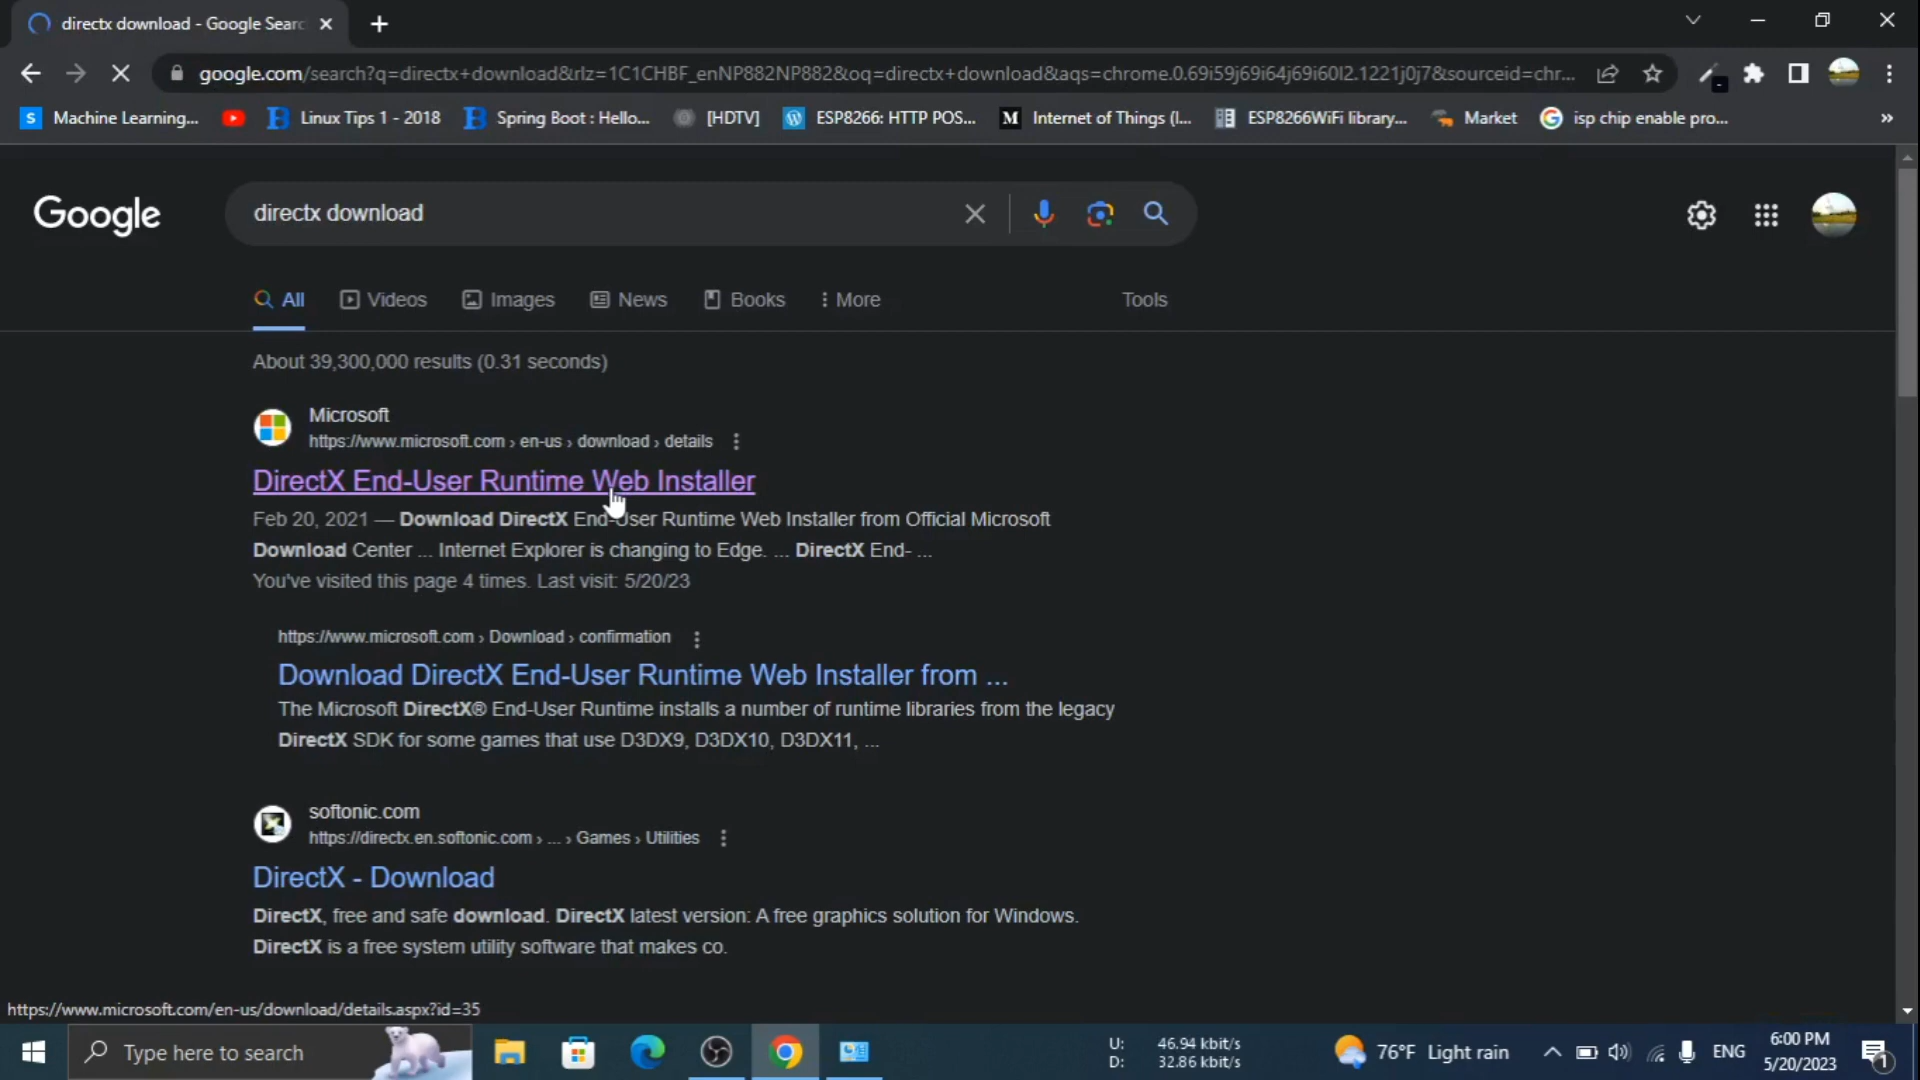 directx download - Google Searc
google.com/search?q=directx+download&rlz=1C1CHBF_enNP882NP882&oq=directx+download&aqs=chrome.0.69i59j69i64j69i60l2.1221j0j7&sourceid=chr...
Machine Learning...
Linux Tips 1 - 2018
Spring Boot : Hello...
[HDTV]
ESP8266: HTTP POS...
Internet of Things (I...
ESP8266WiFi library...
Market
isp chip enable pro...
»
Google
directx download
All
Videos
Images
News
Books
More
Tools
About 39,300,000 results (0.31 seconds)
Microsoft
https://www.microsoft.com › en-us › download › details
DirectX End-User Runtime Web Installer
Feb 20, 2021 — Download DirectX End-User Runtime Web Installer from Official Microsoft
Download Center ... Internet Explorer is changing to Edge. ... DirectX End- ...
You've visited this page 4 times. Last visit: 5/20/23
https://www.microsoft.com › Download › confirmation
Download DirectX End-User Runtime Web Installer from ...
The Microsoft DirectX® End-User Runtime installs a number of runtime libraries from the legacy
DirectX SDK for some games that use D3DX9, D3DX10, D3DX11, ...
softonic.com
https://directx.en.softonic.com › ... › Games › Utilities
DirectX - Download
DirectX, free and safe download. DirectX latest version: A free graphics solution for Windows.
DirectX is a free system utility software that makes co.
https://www.microsoft.com/en-us/download/details.aspx?id=35
Type here to search
U: 46.94 kbit/s
D: 32.86 kbit/s
76°F Light rain
ENG
6:00 PM
5/20/2023
1